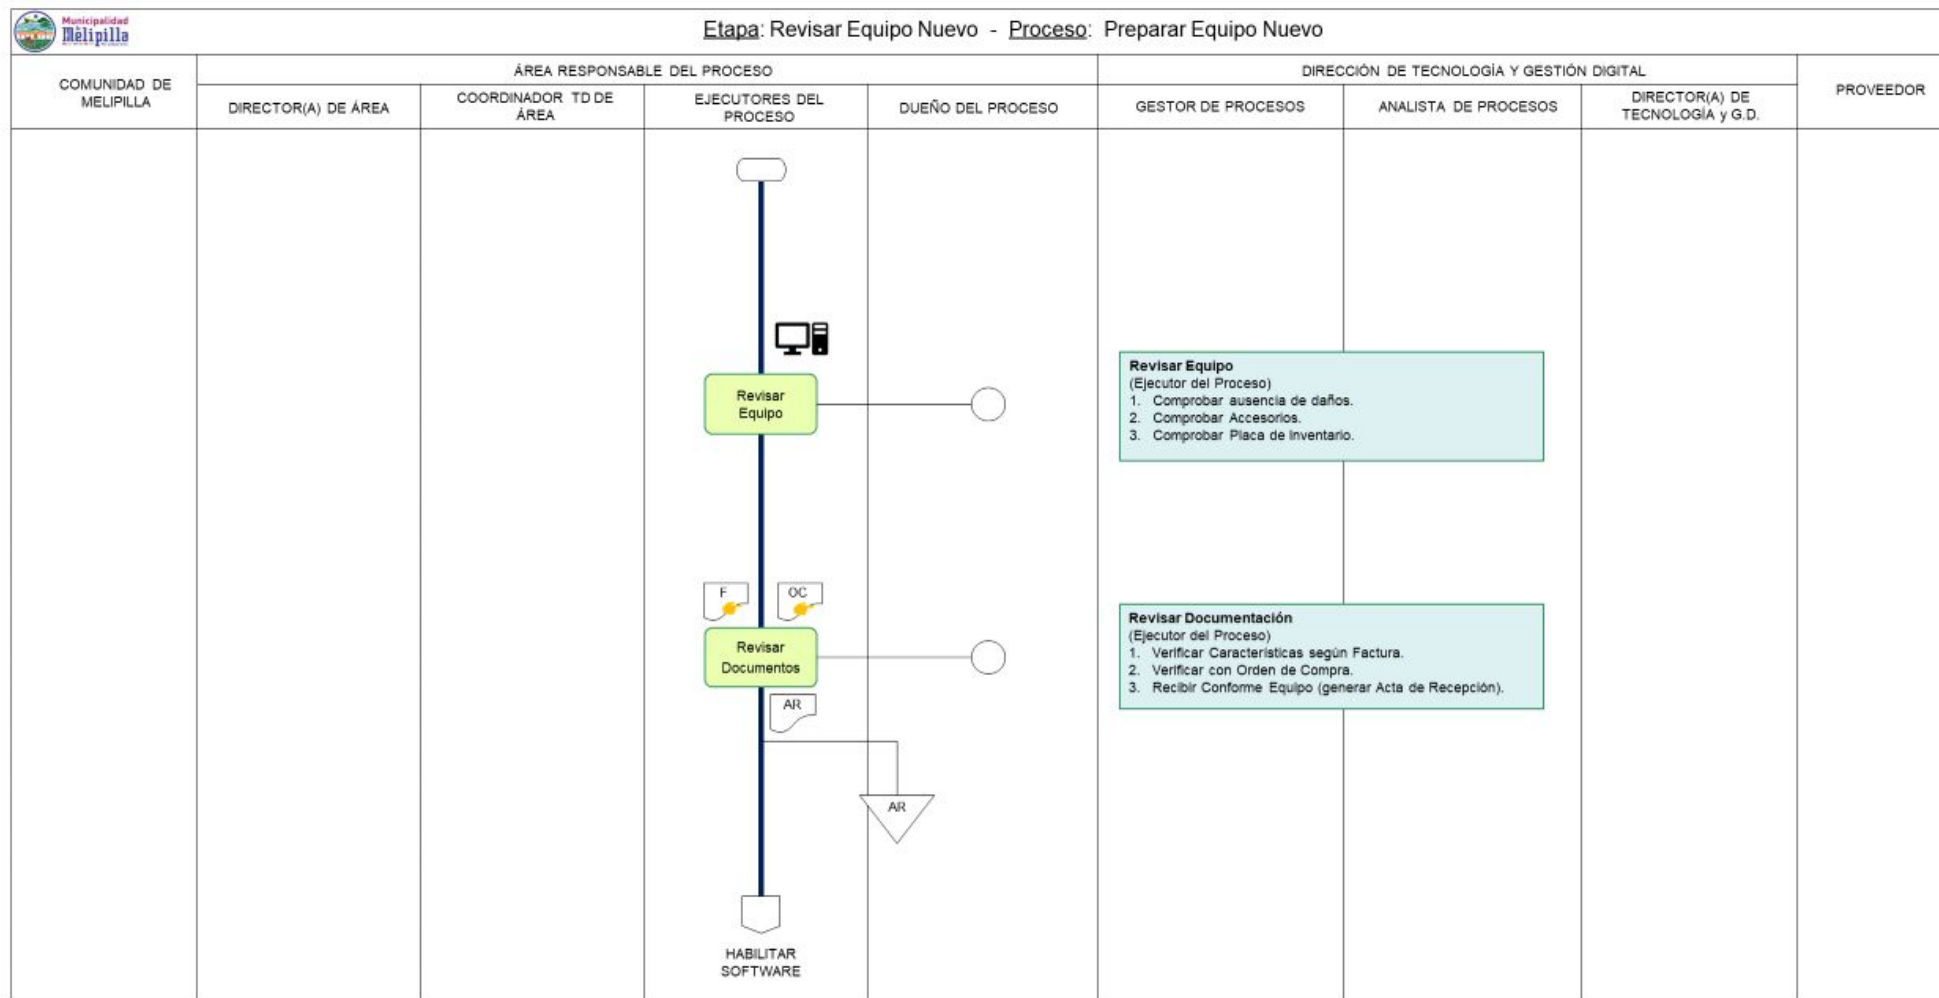 Municipalidad
Melipilla
Etapa: Revisar Equipo Nuevo - Proceso: Preparar Equipo Nuevo
COMUNIDAD DE
MELIPILLA
ÁREA RESPONSABLE DEL PROCESO
DIRECCIÓN DE TECNOLOGÍA Y GESTIÓN DIGITAL
PROVEEDOR
DIRECTOR(A) DE ÁREA
COORDINADOR TD DE
ÁREA
EJECUTORES DEL
PROCESO
DUEÑO DEL PROCESO
GESTOR DE PROCESOS
ANALISTA DE PROCESOS
DIRECTOR(A) DE
TECNOLOGÍA y G.D.
Revisar
Equipo
Revisar Equipo
(Ejecutor del Proceso)
1. Comprobar ausencia de daños.
2. Comprobar Accesorios.
3. Comprobar Placa de Inventario.
F
OC
Revisar
Documentos
Revisar Documentación
(Ejecutor del Proceso)
1. Verificar Características según Factura.
2. Verificar con Orden de Compra.
3. Recibir Conforme Equipo (generar Acta de Recepción).
AR
AR
HABILITAR
SOFTWARE